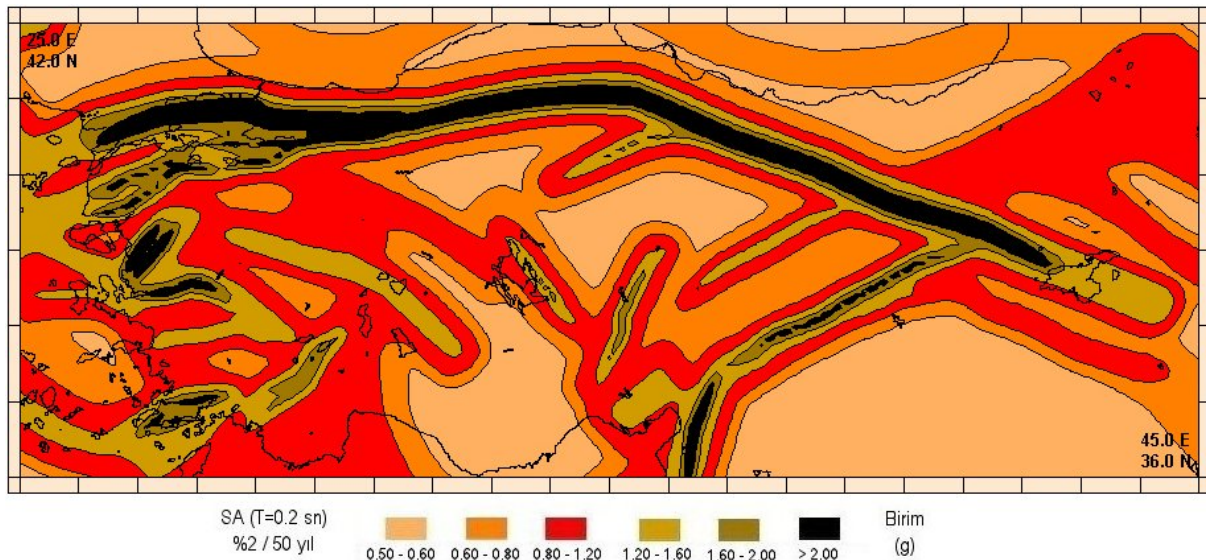 25.0 E
42.0 N
45.0 E
36.0 N
SA (T=0.2 sn)
%2 / 50 yıl
0.50 - 0.60
0.60 - 0.80
0.80 - 1.20
1.20 - 1.60
1.60 - 2.00
> 2.00
Birim
(g)